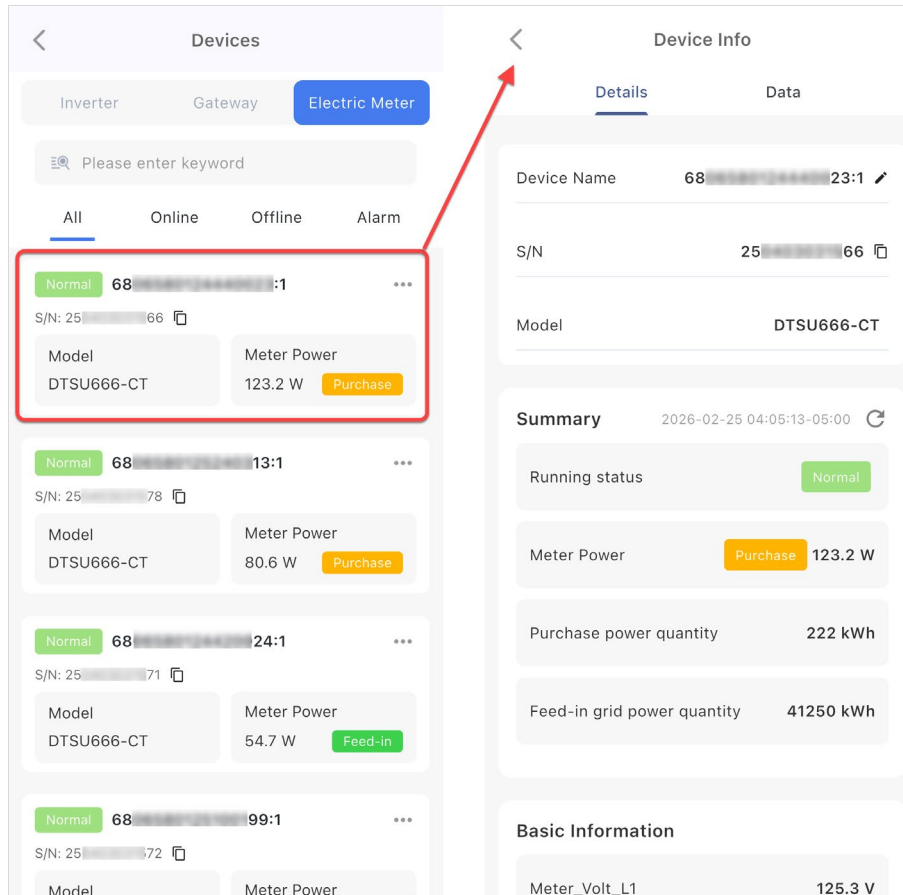 Devices
Inverter Gateway Electric Meter
Please enter keyword
All Online Offline Alarm
Normal 68 :1
S/N: 25 66
Model Meter Power
DTSU666-CT 123.2 W Purchase
Normal 68 13:1
S/N: 25 78
Model Meter Power
DTSU666-CT 80.6 W Purchase
Normal 68 24:1
S/N: 25 71
Model Meter Power
DTSU666-CT 54.7 W Feed-in
Normal 68 99:1
S/N: 25 572
Model Meter Power
Device Info
Details Data
Device Name 68 23:1
S/N 25 66
Model DTSU666-CT
Summary 2026-02-25 04:05:13-05:00
Running status Normal
Meter Power Purchase 123.2 W
Purchase power quantity 222 kWh
Feed-in grid power quantity 41250 kWh
Basic Information
Meter_Volt_L1 125.3 V